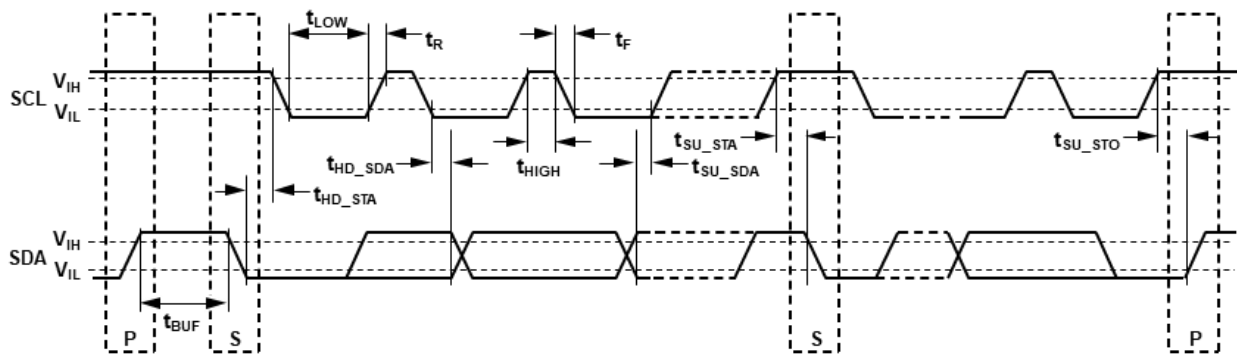 tLOW
tR
tF
VIH
SCL
VIL
tSU_STA
tSU_STO
tHD_SDA
tHIGH
tSU_SDA
tHD_STA
VIH
SDA
VIL
tBUF
P
S
S
P